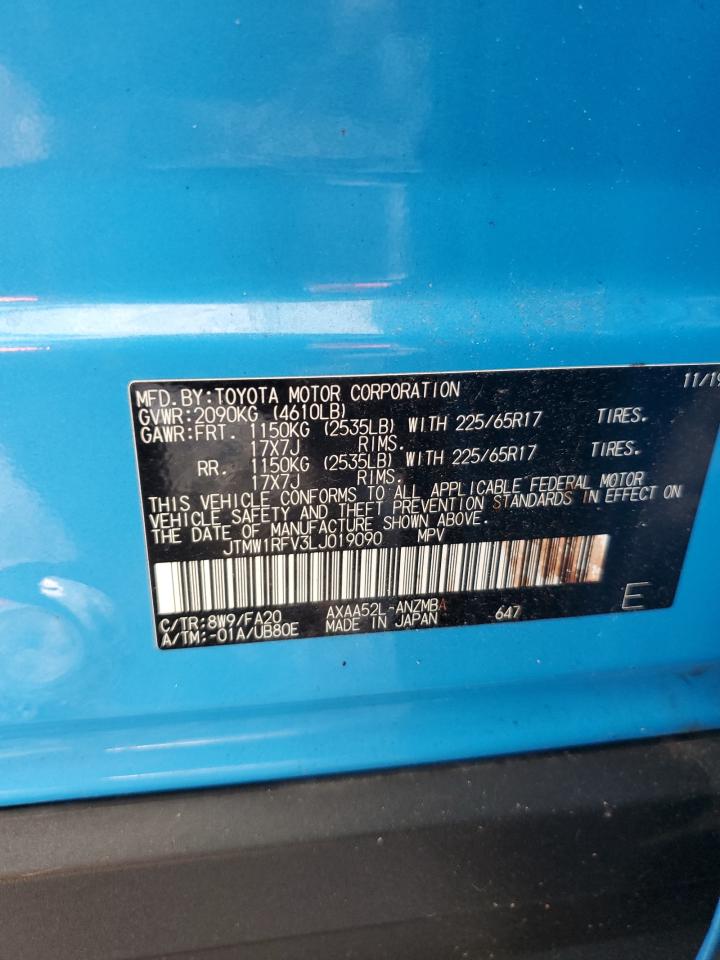 MFD.BY:TOYOTA MOTOR CORPORATION 11/19
GVWR:2090KG (4610LB)
GAWR:FRT. 1150KG (2535LB) WITH 225/65R17 TIRES.
17X7J RIMS.
RR. 1150KG (2535LB) WITH 225/65R17 TIRES.
17X7J RIMS.
THIS VEHICLE CONFORMS TO ALL APPLICABLE FEDERAL MOTOR
VEHICLE SAFETY AND THEFT PREVENTION STANDARDS IN EFFECT ON
THE DATE OF MANUFACTURE SHOWN ABOVE.
JTMW1RFV3LJ019090 MPV
C/TR:8W9/FA20 AXAA52L-ANZMBA 647 E
A/TM:-01A/UB80E MADE IN JAPAN